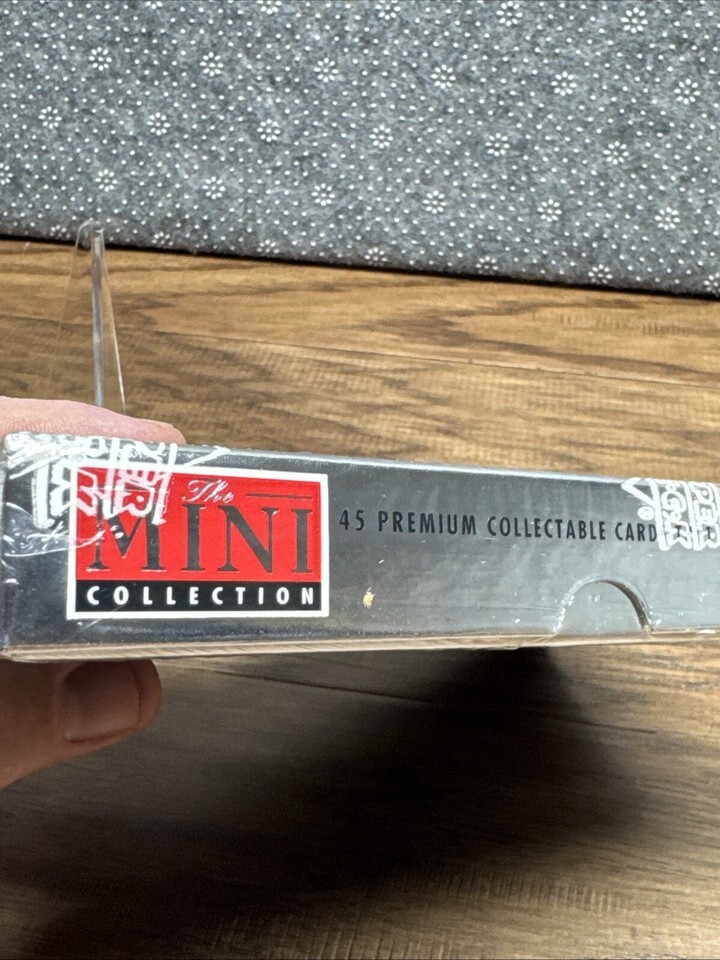 The
MINI
COLLECTION
45 PREMIUM COLLECTABLE CARD